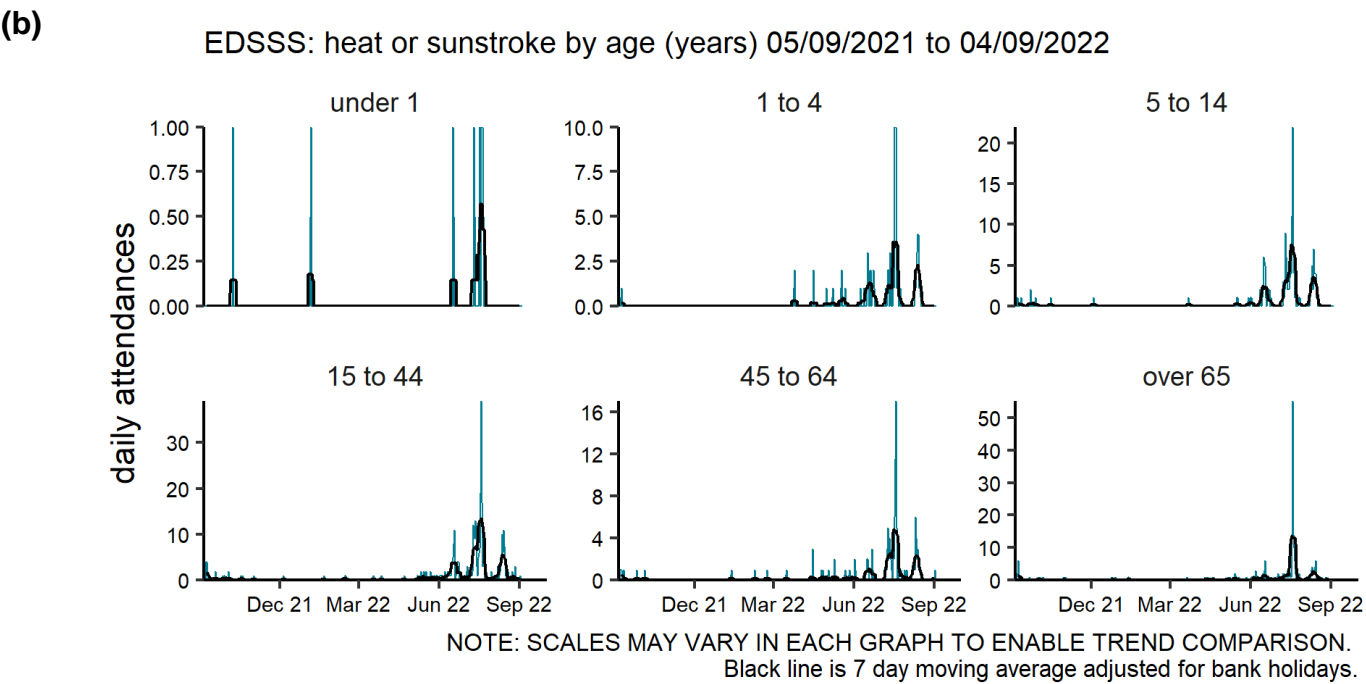 (b)
EDSSS: heat or sunstroke by age (years) 05/09/2021 to 04/09/2022
daily attendances
under 1
1.00
0.75
0.50
0.25
0.00
1 to 4
10.0
7.5
5.0
2.5
0.0
5 to 14
20
15
10
5
0
15 to 44
30
20
10
0
Dec 21 Mar 22 Jun 22 Sep 22
45 to 64
16
12
8
4
0
Dec 21 Mar 22 Jun 22 Sep 22
over 65
50
40
30
20
10
0
Dec 21 Mar 22 Jun 22 Sep 22
NOTE: SCALES MAY VARY IN EACH GRAPH TO ENABLE TREND COMPARISON.
Black line is 7 day moving average adjusted for bank holidays.